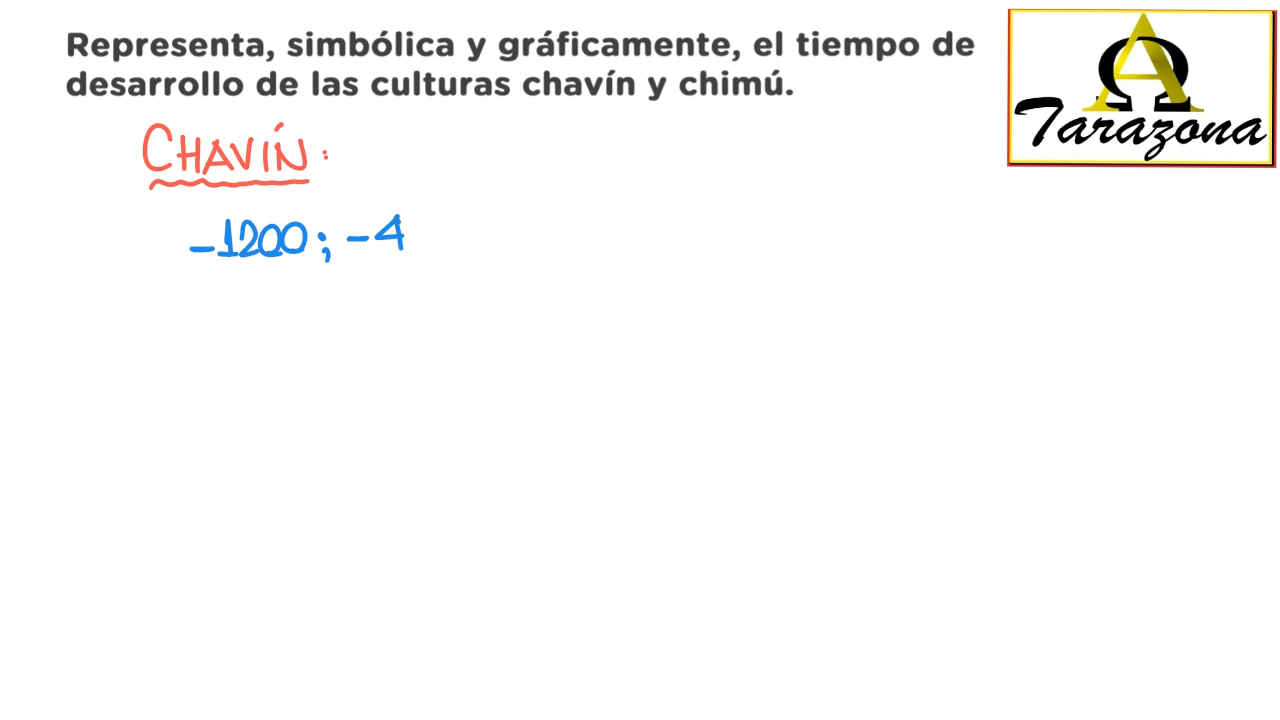 Representa, simbólica y gráficamente, el tiempo de
desarrollo de las culturas chavín y chimú.
Tarazona
CHAVÍN:
-1200; -4